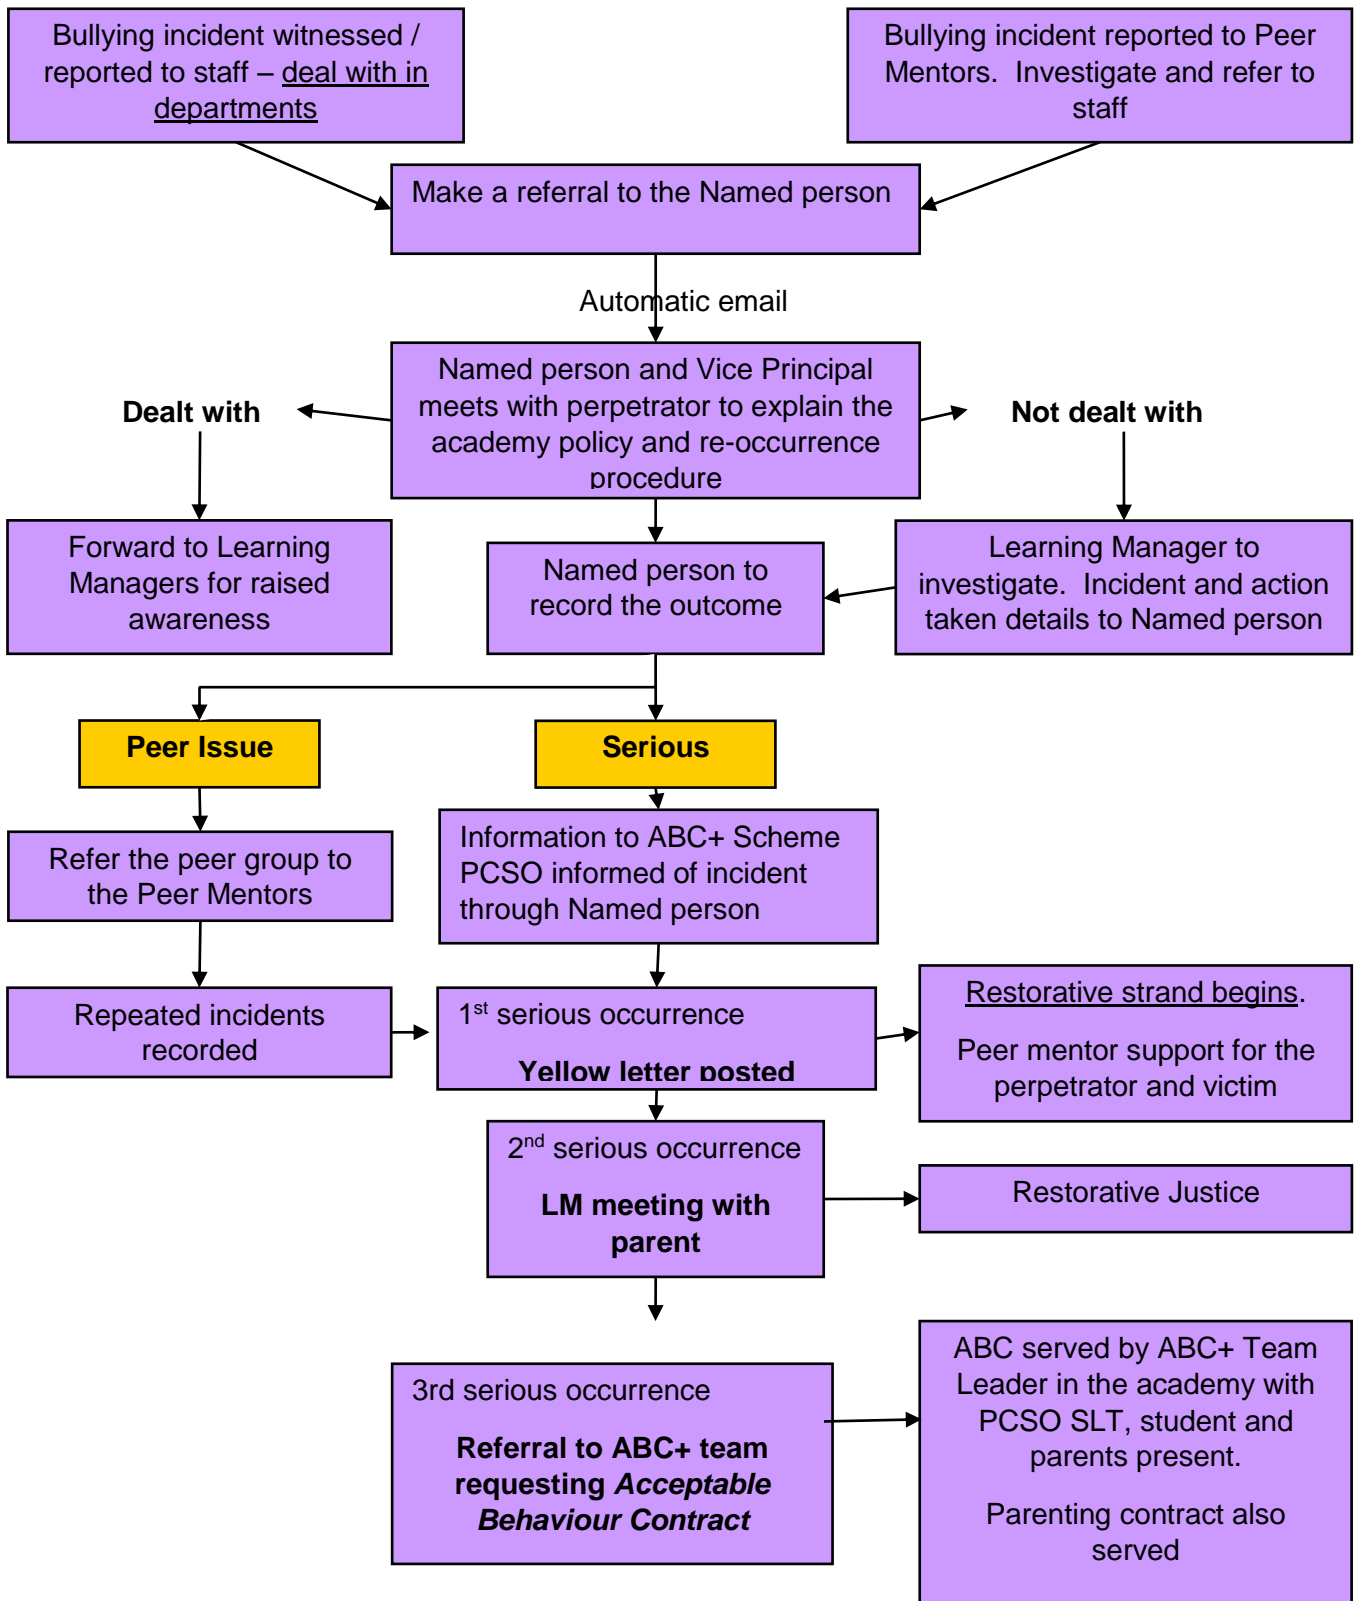 Bullying incident witnessed /
reported to staff – deal with in
departments
Bullying incident reported to Peer
Mentors.  Investigate and refer to
staff
Make a referral to the Named person
Automatic email
Named person and Vice Principal
meets with perpetrator to explain the
academy policy and re-occurrence
procedure
Dealt with
Not dealt with
Forward to Learning
Managers for raised
awareness
Named person to
record the outcome
Learning Manager to
investigate.  Incident and action
taken details to Named person
Peer Issue
Serious
Refer the peer group to
the Peer Mentors
Information to ABC+ Scheme
PCSO informed of incident
through Named person
Repeated incidents
recorded
1st serious occurrence
Yellow letter posted
Restorative strand begins.
Peer mentor support for the
perpetrator and victim
2nd serious occurrence
LM meeting with
parent
Restorative Justice
3rd serious occurrence
Referral to ABC+ team
requesting Acceptable
Behaviour Contract
ABC served by ABC+ Team
Leader in the academy with
PCSO SLT, student and
parents present.
Parenting contract also
served